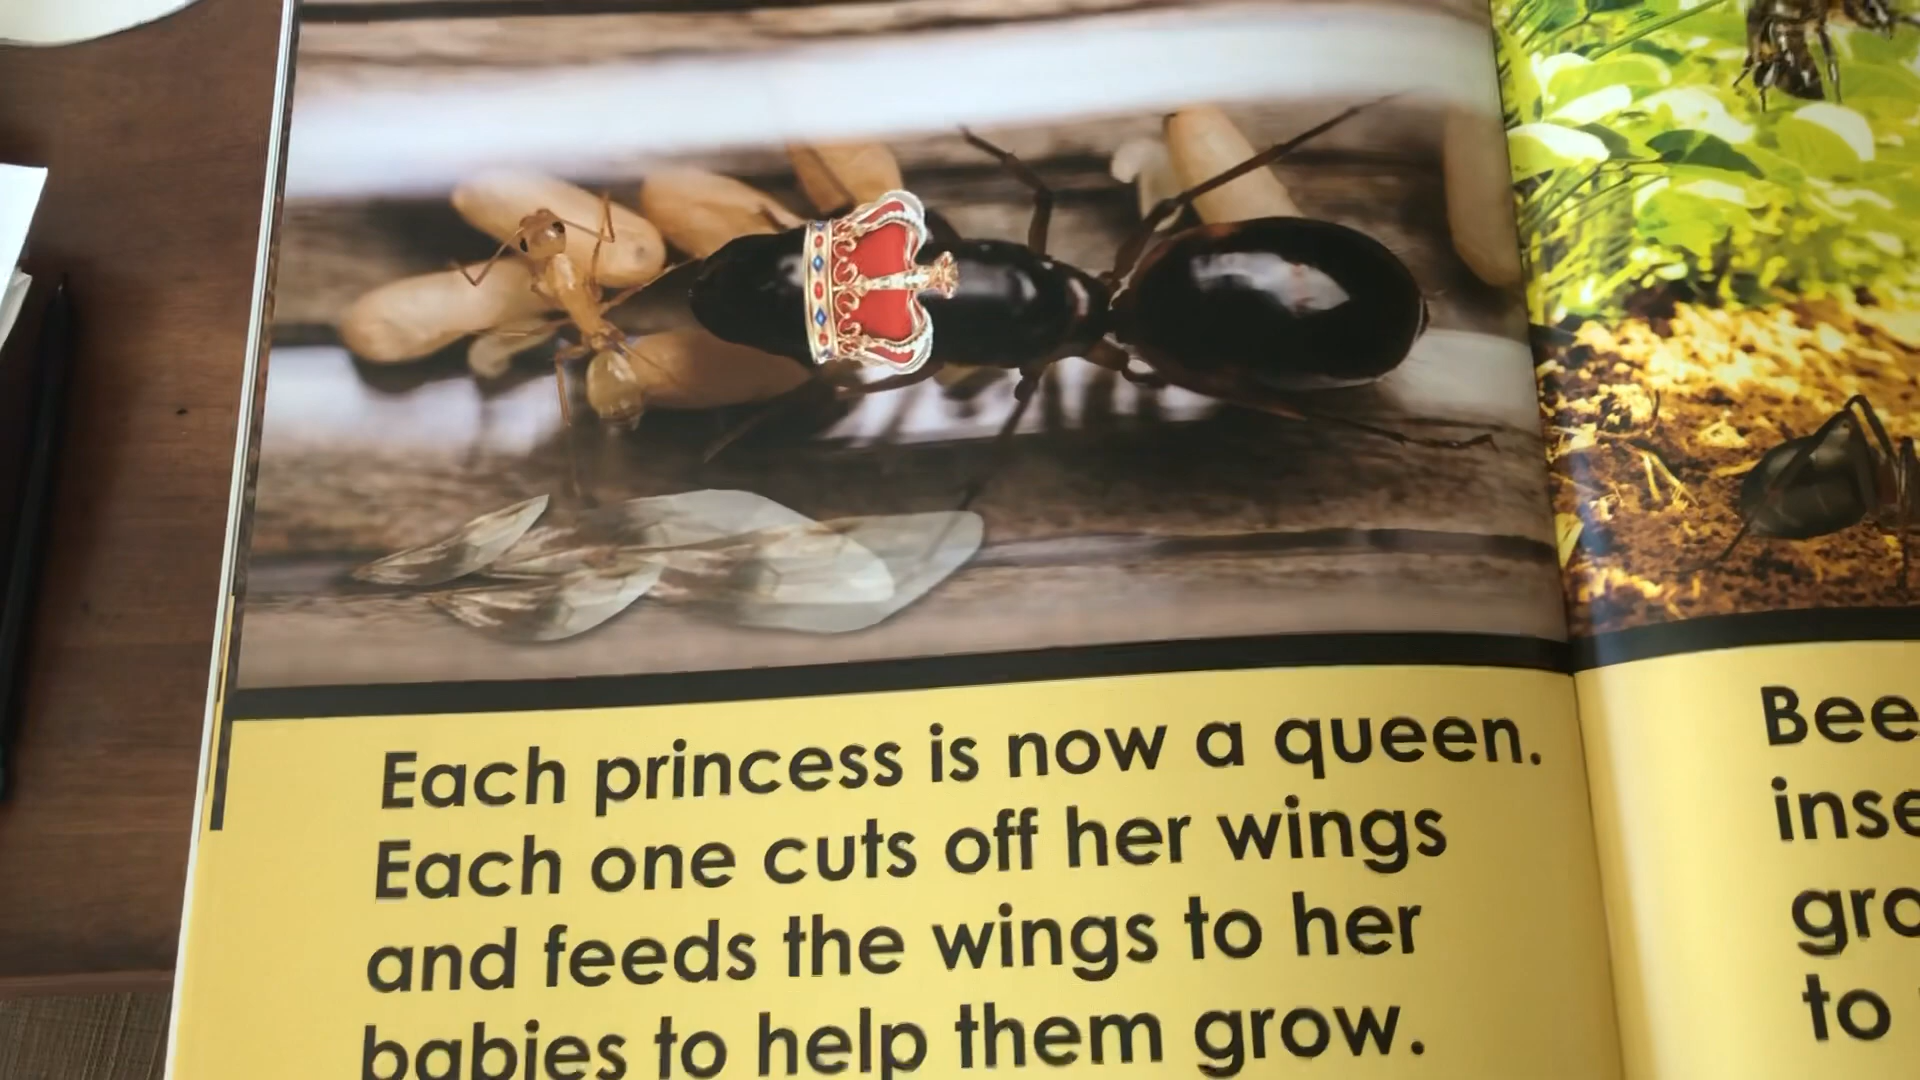 Each princess is now a queen.
Each one cuts off her wings
and feeds the wings to her
babies to help them grow.
Bee
inse
gro
to